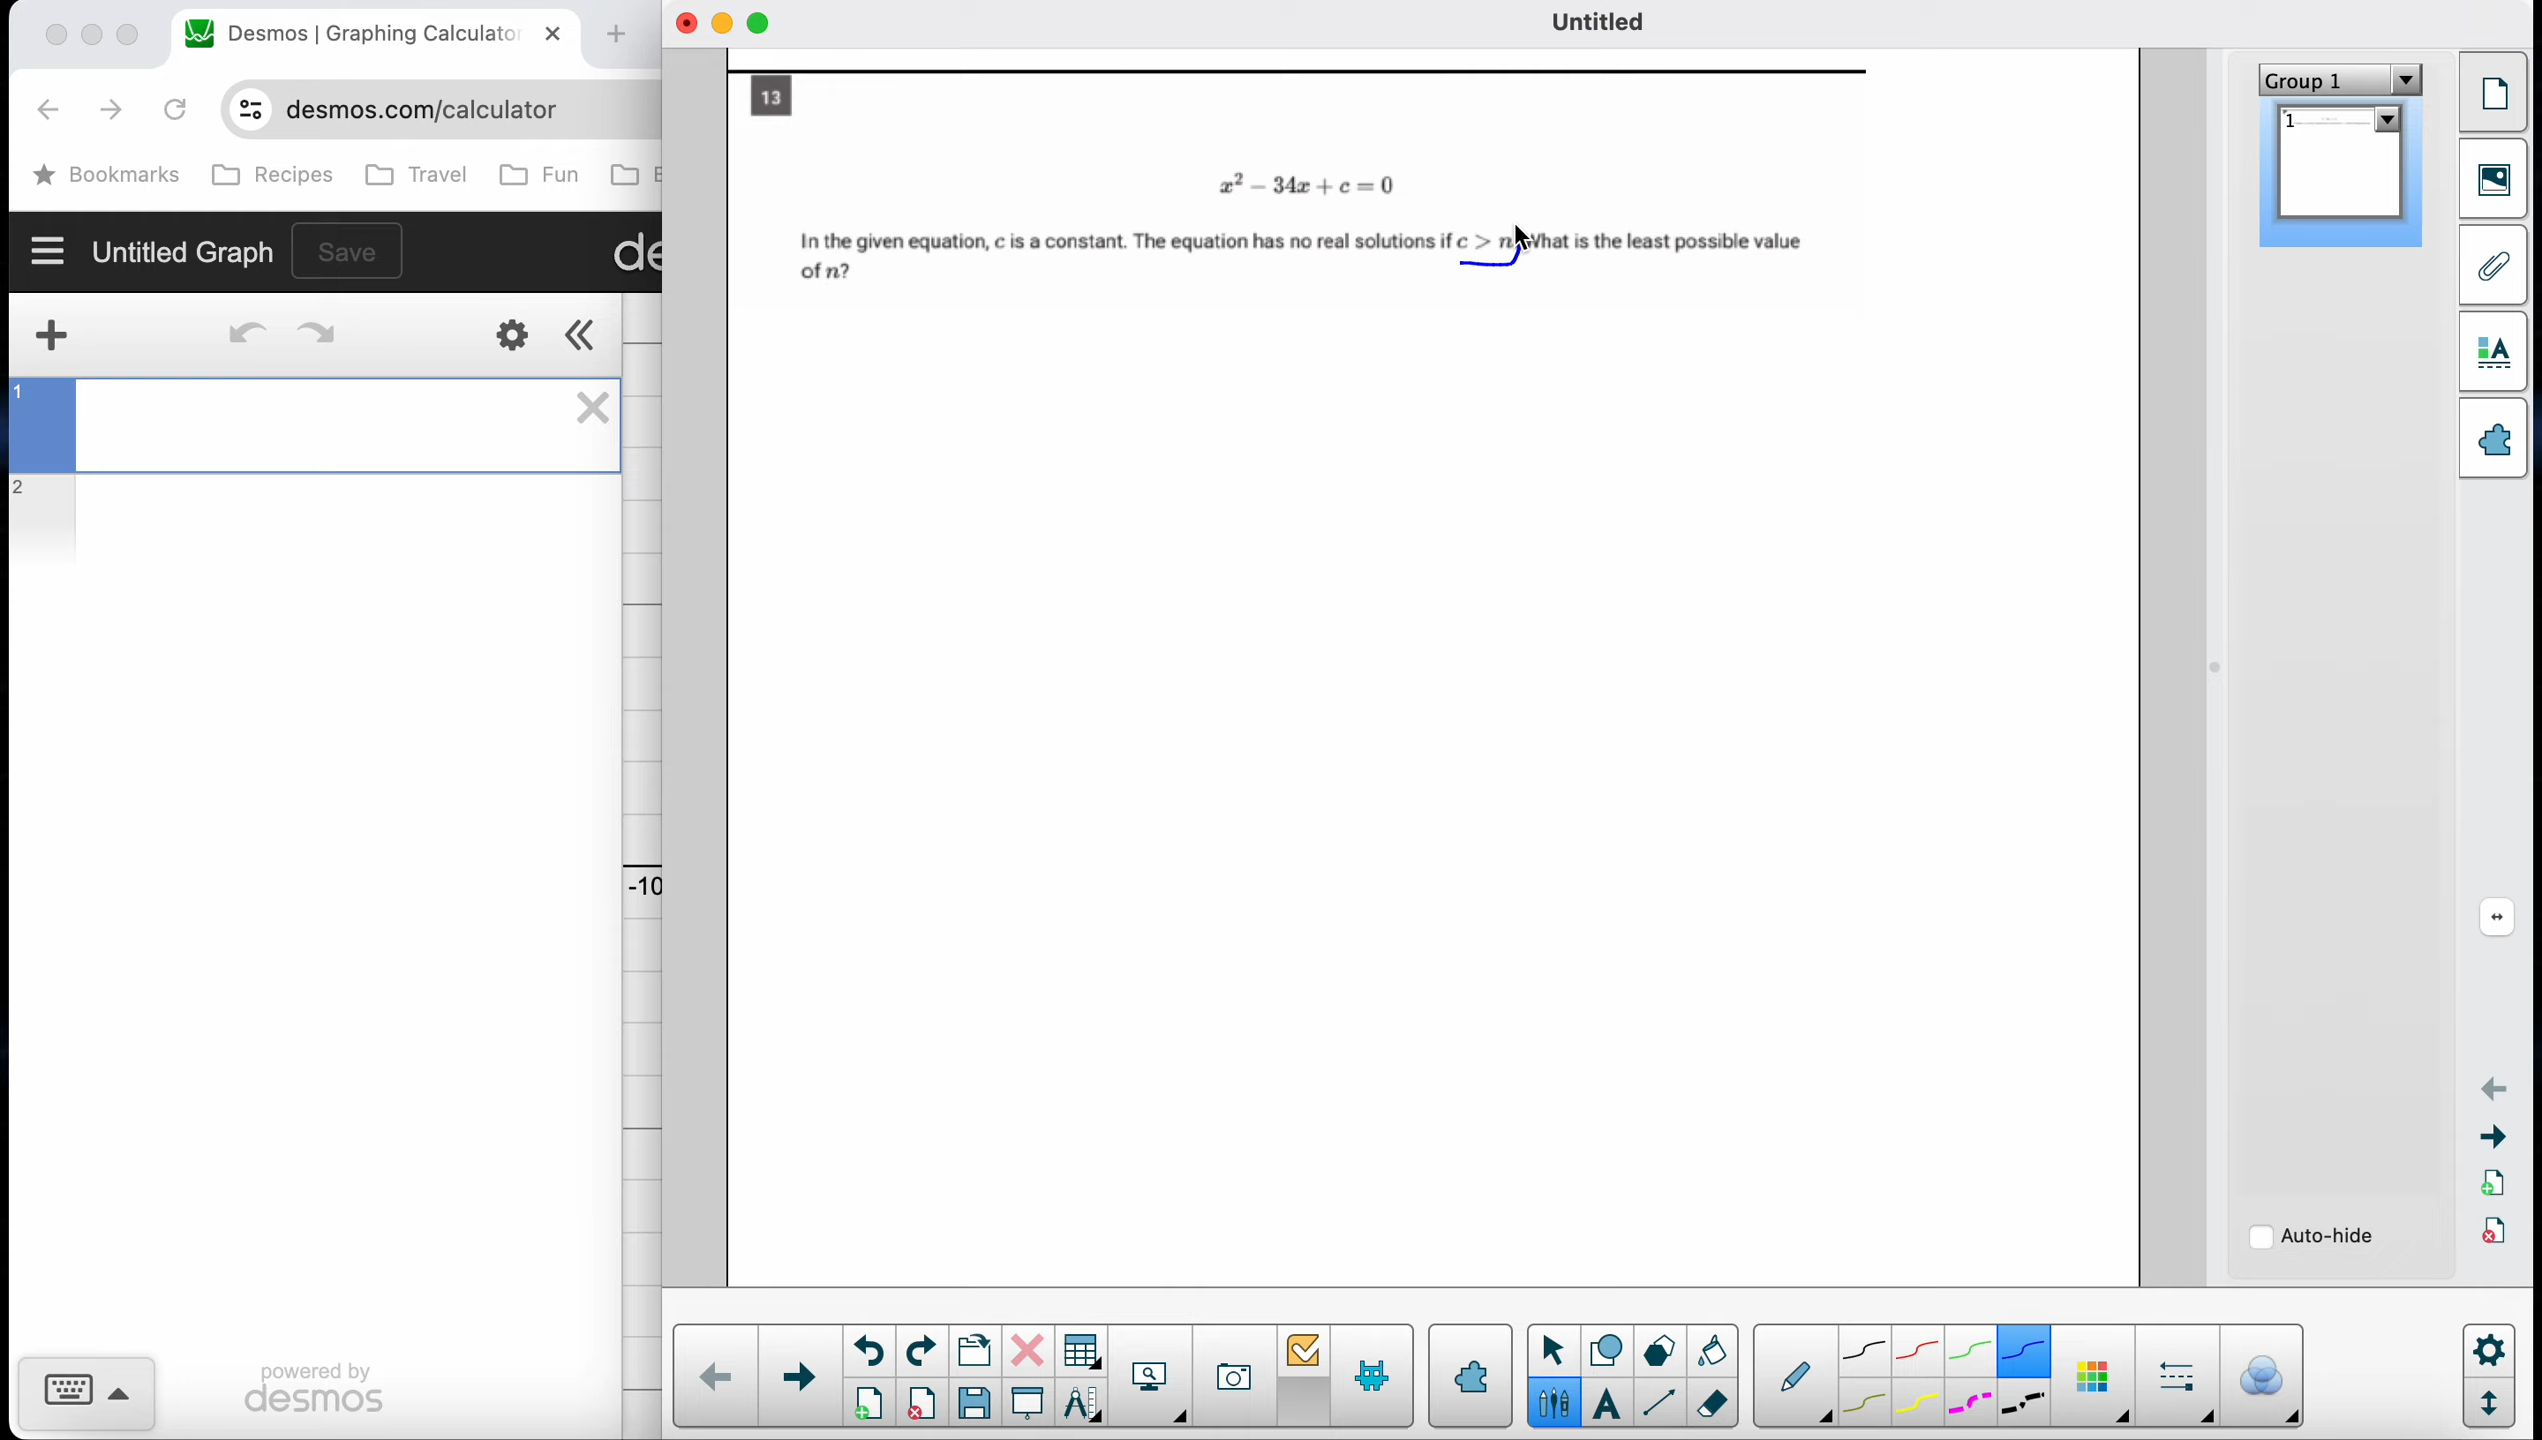 Desmos | Graphing Calculator
Untitled
desmos.com/calculator
Bookmarks
Recipes
Travel
Fun
Untitled Graph
Save
de
1
2
-10
powered by
desmos
13
x² − 34x + c = 0
In the given equation, c is a constant. The equation has no real solutions if c > n. What is the least possible value
of n?
Group 1
1
Auto-hide